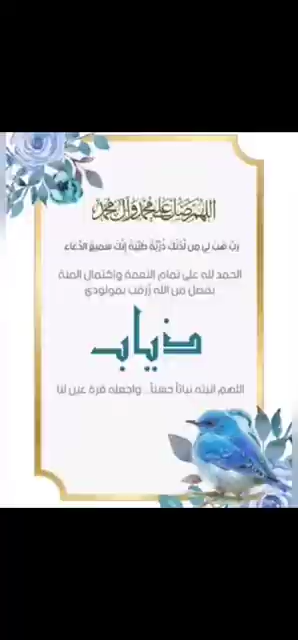 اللهم صل على محمد وآل محمد
رَبِّ هَبْ لِي مِن لَّدُنكَ ذُرِّيَّةً طَيِّبَةً إِنَّكَ سَمِيعُ الدُّعَاءِ
الحمد لله على تمام النعمة واكتمال المنة
بفضل من الله رُزقت بمولودي
ذياب
اللهم انبته نباتاً حسناً... واجعله قرة عين لنا